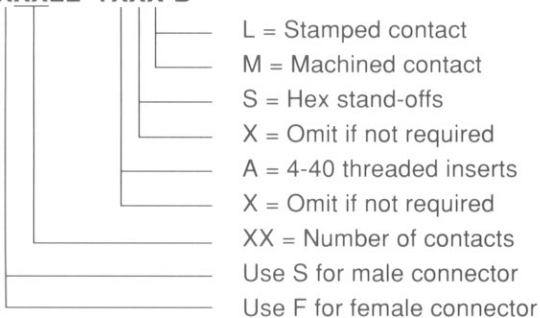 L = Stamped contact
M = Machined contact
S = Hex stand-offs
X = Omit if not required
A = 4-40 threaded inserts
X = Omit if not required
XX = Number of contacts
Use S for male connector
Use F for female connector